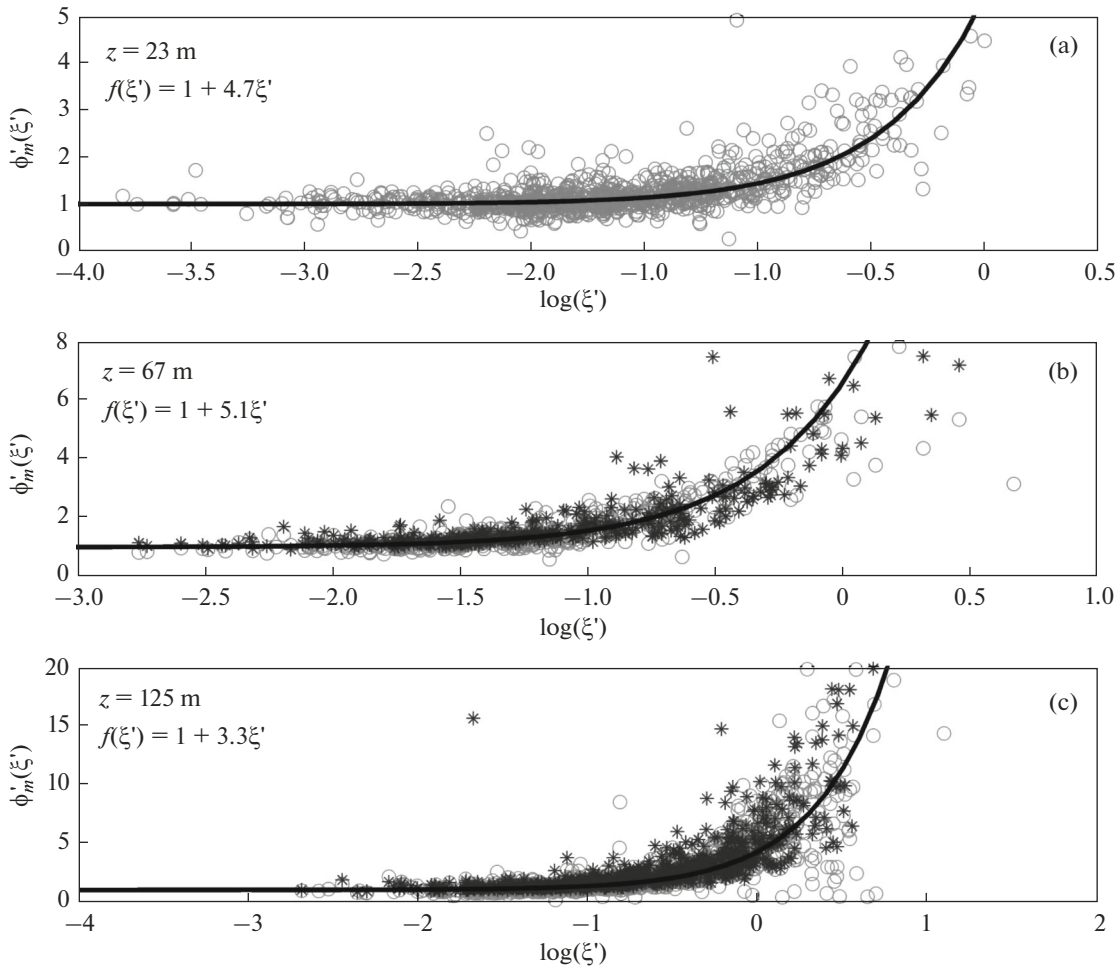 5
4
3
2
1
0
ϕ'm(ξ')
z = 23 m
f(ξ') = 1 + 4.7ξ'
(a)
−4.0 −3.5 −3.0 −2.5 −2.0 −1.0 −1.0 −0.5 0 0.5
log(ξ')
8
6
4
2
0
ϕ'm(ξ')
z = 67 m
f(ξ') = 1 + 5.1ξ'
(b)
−3.0 −2.5 −2.0 −1.5 −1.0 −0.5 0 0.5 1.0
log(ξ')
20
15
10
5
0
ϕ'm(ξ')
z = 125 m
f(ξ') = 1 + 3.3ξ'
(c)
−4 −3 −2 −1 0 1 2
log(ξ')